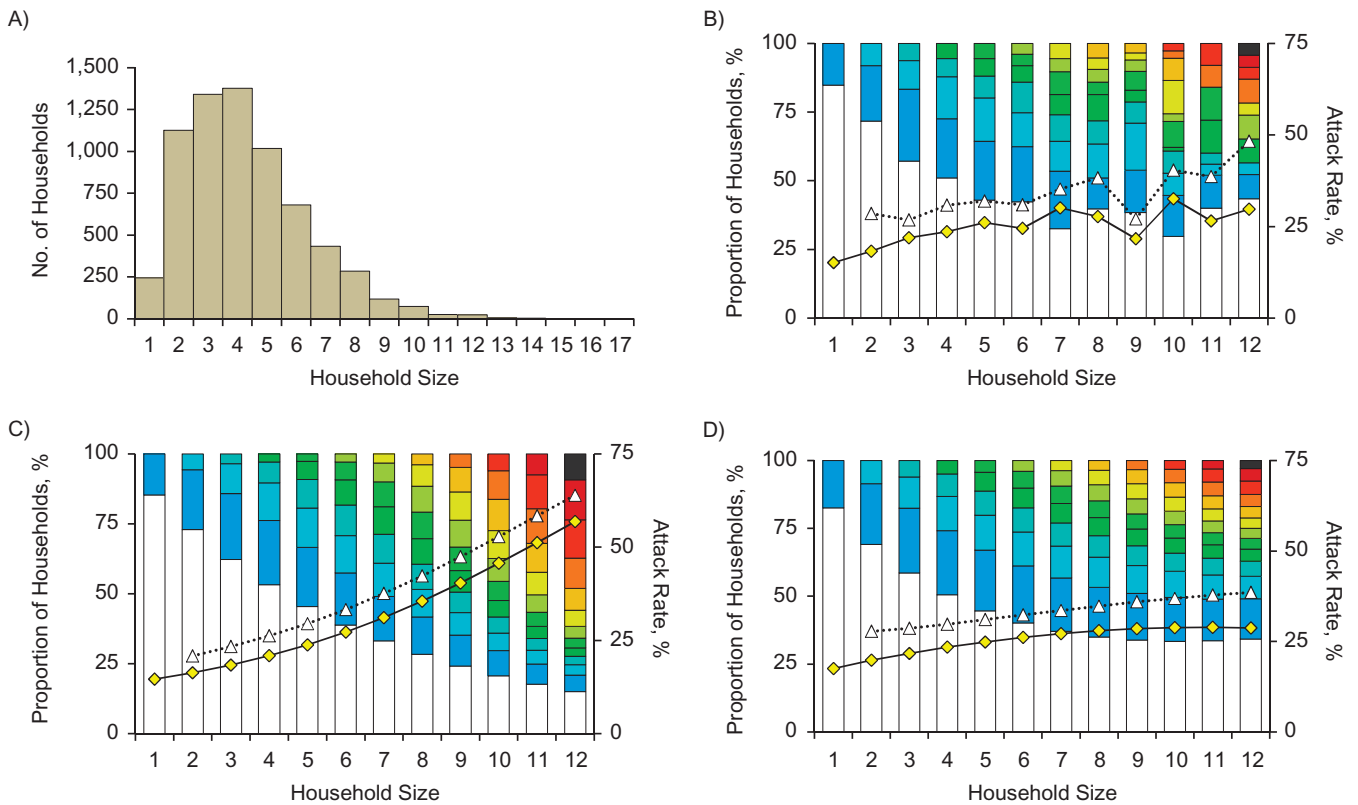 A)
1,500
1,250
1,000
750
500
250
0
No. of Households
1 2 3 4 5 6 7 8 9 10 11 12 13 14 15 16 17
Household Size
B)
100
75
50
25
0
Proportion of Households, %
75
50
25
0
Attack Rate, %
1 2 3 4 5 6 7 8 9 10 11 12
Household Size
C)
100
75
50
25
0
Proportion of Households, %
75
50
25
0
Attack Rate, %
1 2 3 4 5 6 7 8 9 10 11 12
Household Size
D)
100
75
50
25
0
Proportion of Households, %
75
50
25
0
Attack Rate, %
1 2 3 4 5 6 7 8 9 10 11 12
Household Size